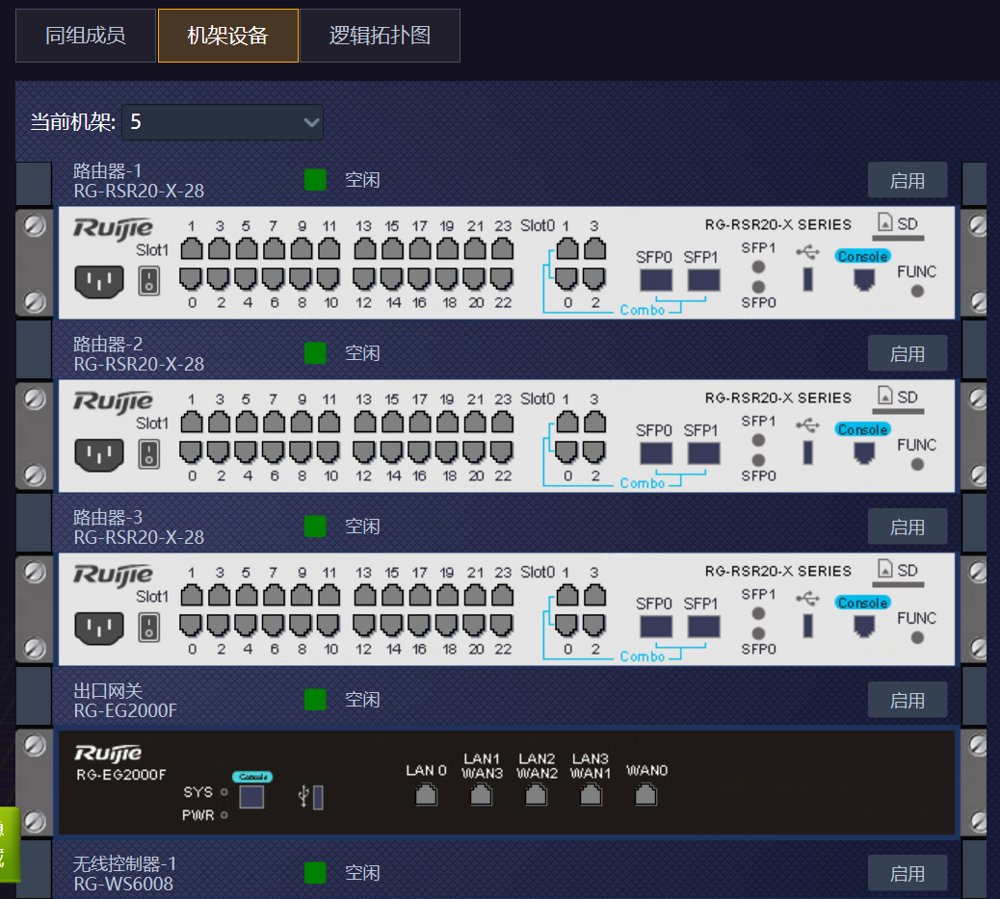 同组成员 机架设备 逻辑拓扑图
当前机架: 5
路由器-1
RG-RSR20-X-28
空闲
启用
Ruijie 1 3 5 7 9 11 13 15 17 19 21 23 Slot0 1 3 RG-RSR20-X SERIES SD
Slot1 SFP0 SFP1 SFP1 Console
FUNC
0 2 4 6 8 10 12 14 16 18 20 22 0 2 SFP0
Combo
路由器-2
RG-RSR20-X-28
空闲
启用
Ruijie 1 3 5 7 9 11 13 15 17 19 21 23 Slot0 1 3 RG-RSR20-X SERIES SD
Slot1 SFP0 SFP1 SFP1 Console
FUNC
0 2 4 6 8 10 12 14 16 18 20 22 0 2 SFP0
Combo
路由器-3
RG-RSR20-X-28
空闲
启用
Ruijie 1 3 5 7 9 11 13 15 17 19 21 23 Slot0 1 3 RG-RSR20-X SERIES SD
Slot1 SFP0 SFP1 SFP1 Console
FUNC
0 2 4 6 8 10 12 14 16 18 20 22 0 2 SFP0
Combo
出口网关
RG-EG2000F
空闲
启用
Ruijie
RG-EG2000F
Console
SYS
PWR
LAN 0 LAN1 LAN2 LAN3 WAN0
WAN3 WAN2 WAN1
无线控制器-1
RG-WS6008
空闲
启用